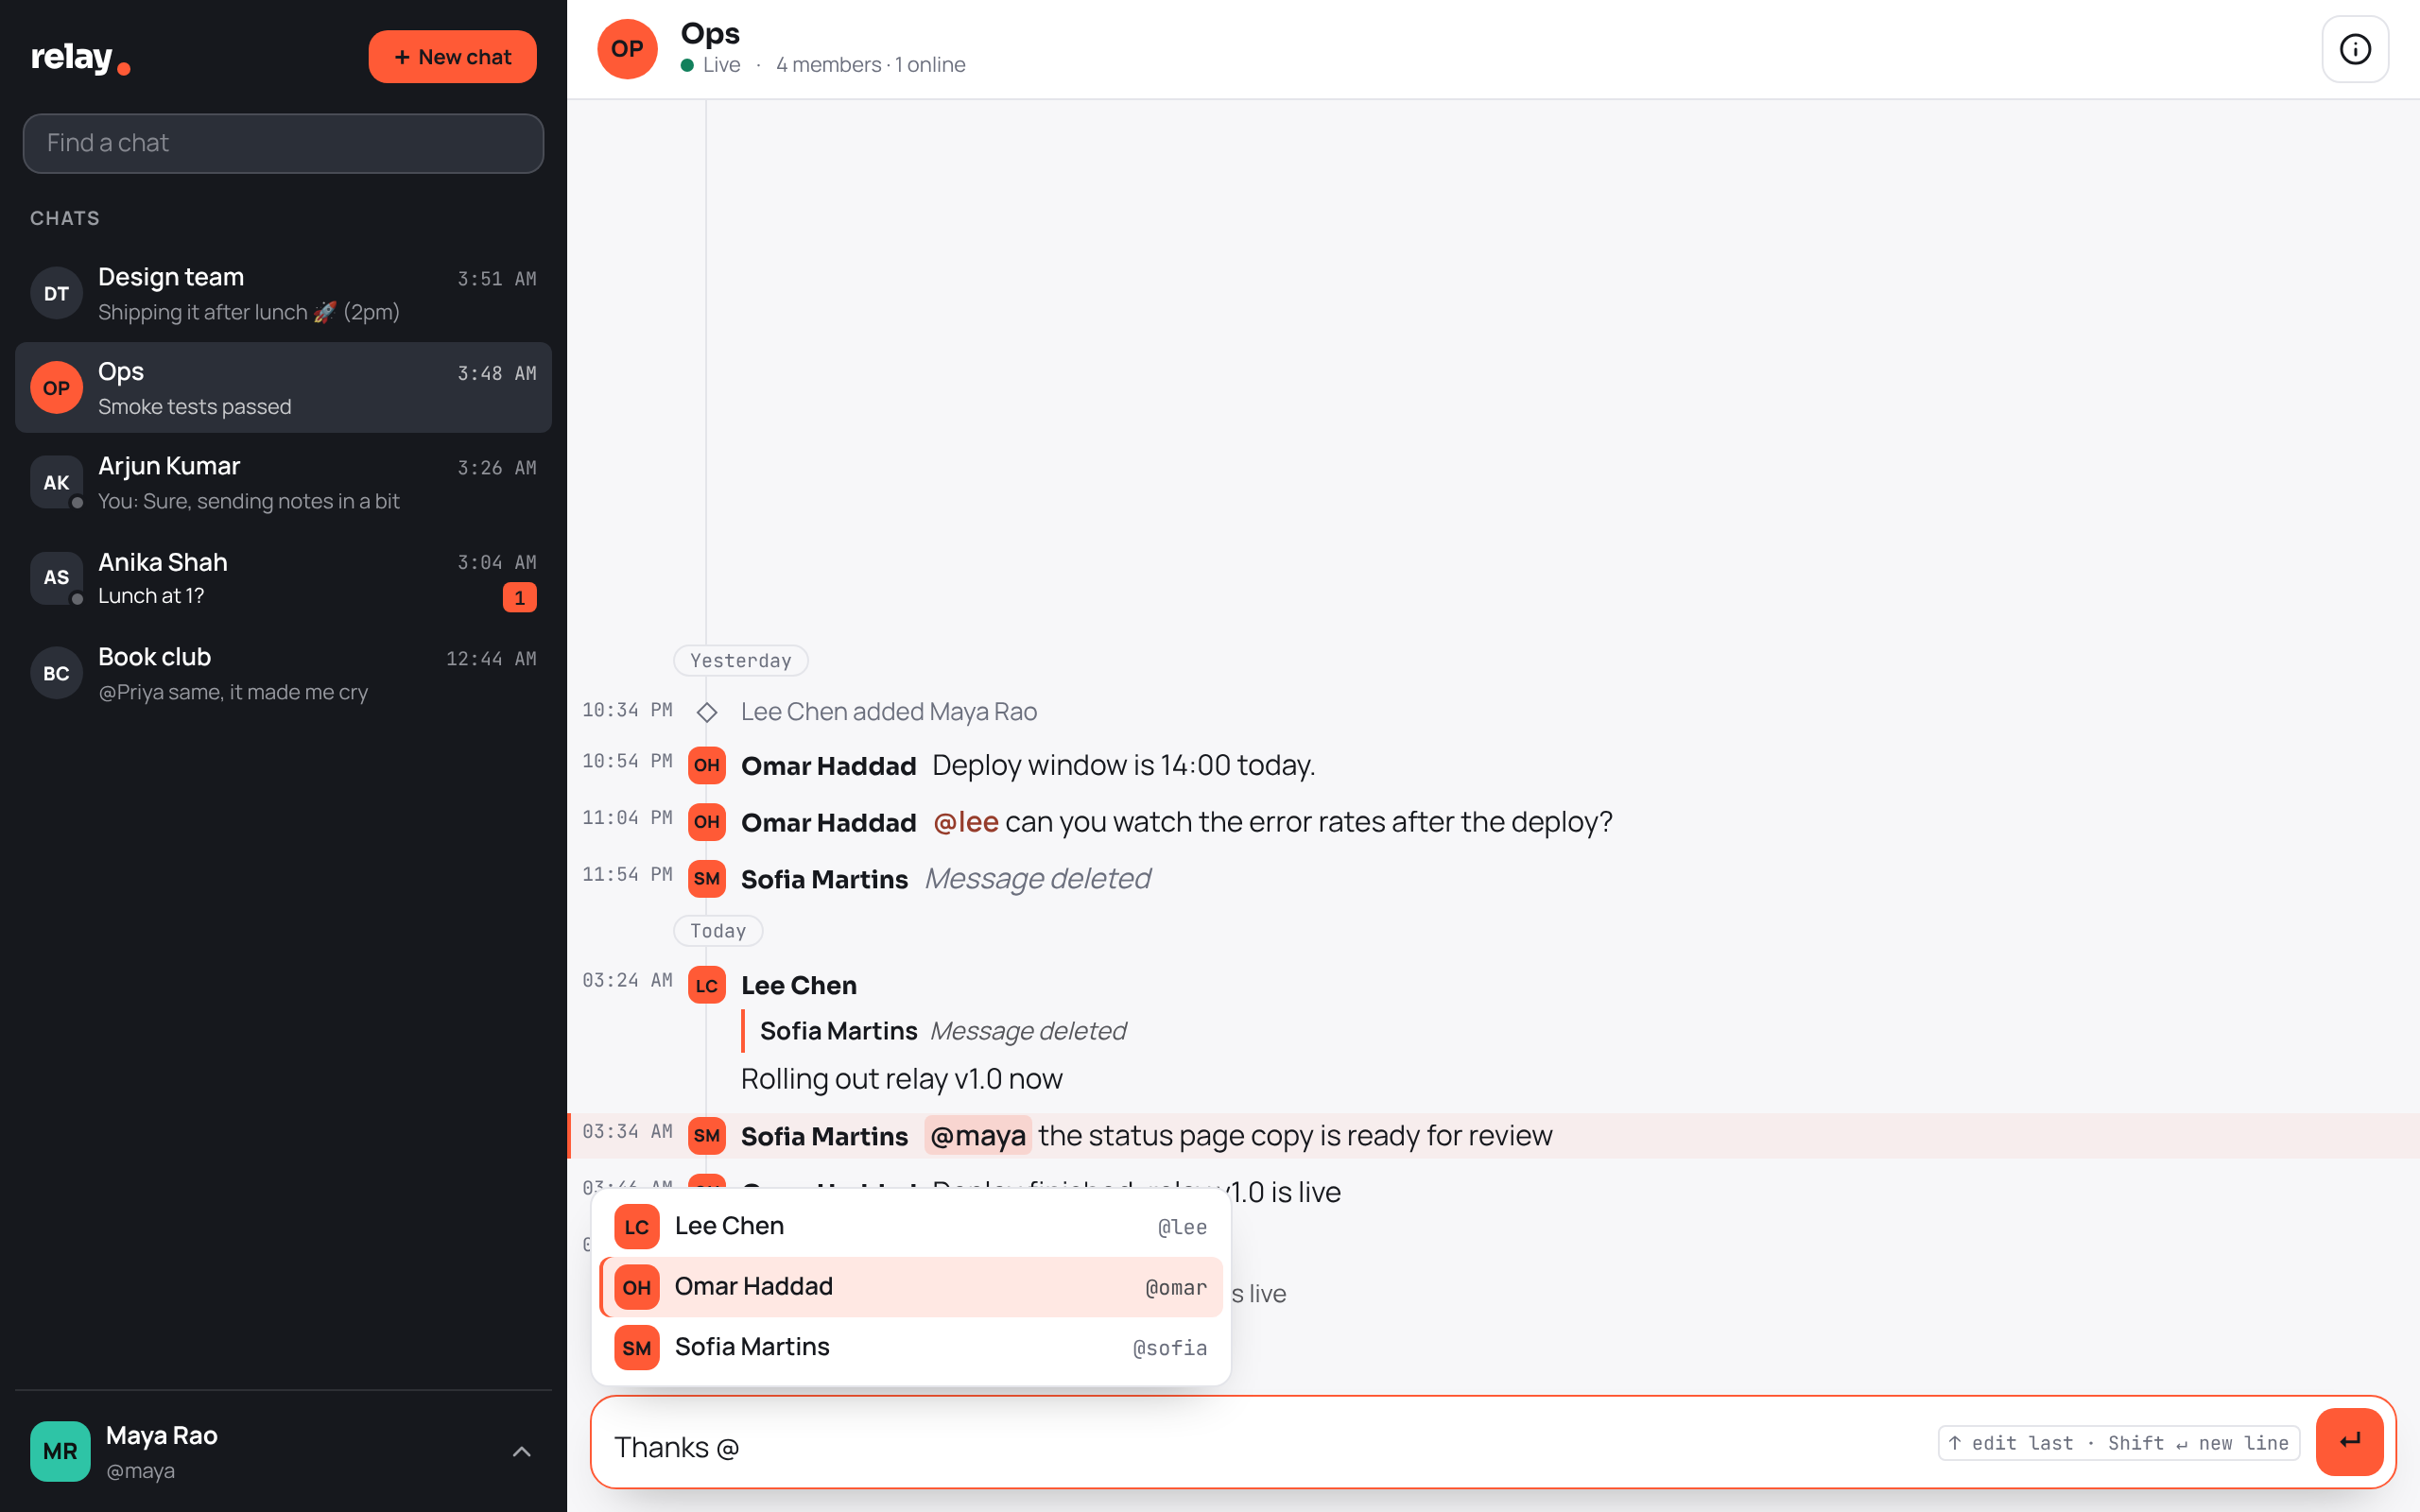 relay.
+ New chat
Find a chat
CHATS
DT Design team 3:51 AM
Shipping it after lunch 🚀 (2pm)
OP Ops 3:48 AM
Smoke tests passed
AK Arjun Kumar 3:26 AM
You: Sure, sending notes in a bit
AS Anika Shah 3:04 AM
Lunch at 1? 1
BC Book club 12:44 AM
@Priya same, it made me cry
MR Maya Rao
@maya
OP Ops
Live · 4 members · 1 online
Yesterday
10:34 PM Lee Chen added Maya Rao
10:54 PM OH Omar Haddad Deploy window is 14:00 today.
11:04 PM OH Omar Haddad @lee can you watch the error rates after the deploy?
11:54 PM SM Sofia Martins Message deleted
Today
03:24 AM LC Lee Chen
Sofia Martins Message deleted
Rolling out relay v1.0 now
03:34 AM SM Sofia Martins @maya the status page copy is ready for review
v1.0 is live
LC Lee Chen @lee
OH Omar Haddad @omar
s live
SM Sofia Martins @sofia
Thanks @
↑ edit last · Shift ↵ new line